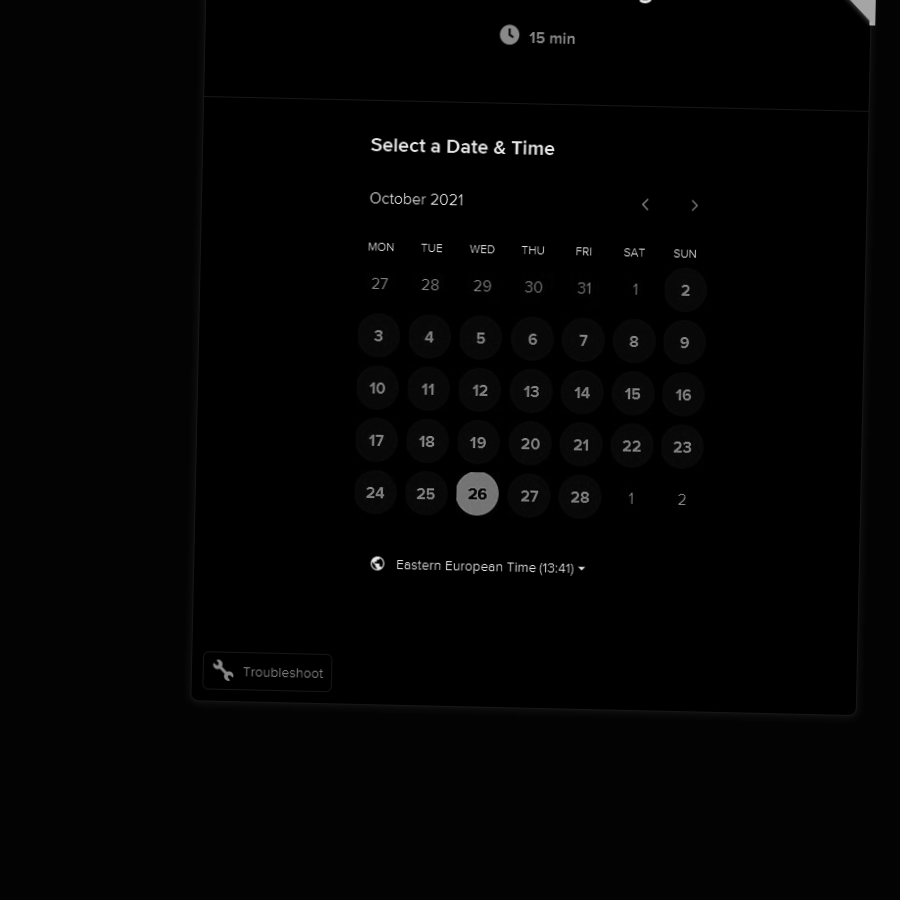 15 min
Select a Date & Time
October 2021
MON TUE WED THU FRI SAT SUN
27 28 29 30 31 1 2
3 4 5 6 7 8 9
10 11 12 13 14 15 16
17 18 19 20 21 22 23
24 25 26 27 28 1 2
Eastern European Time (13:41)
Troubleshoot